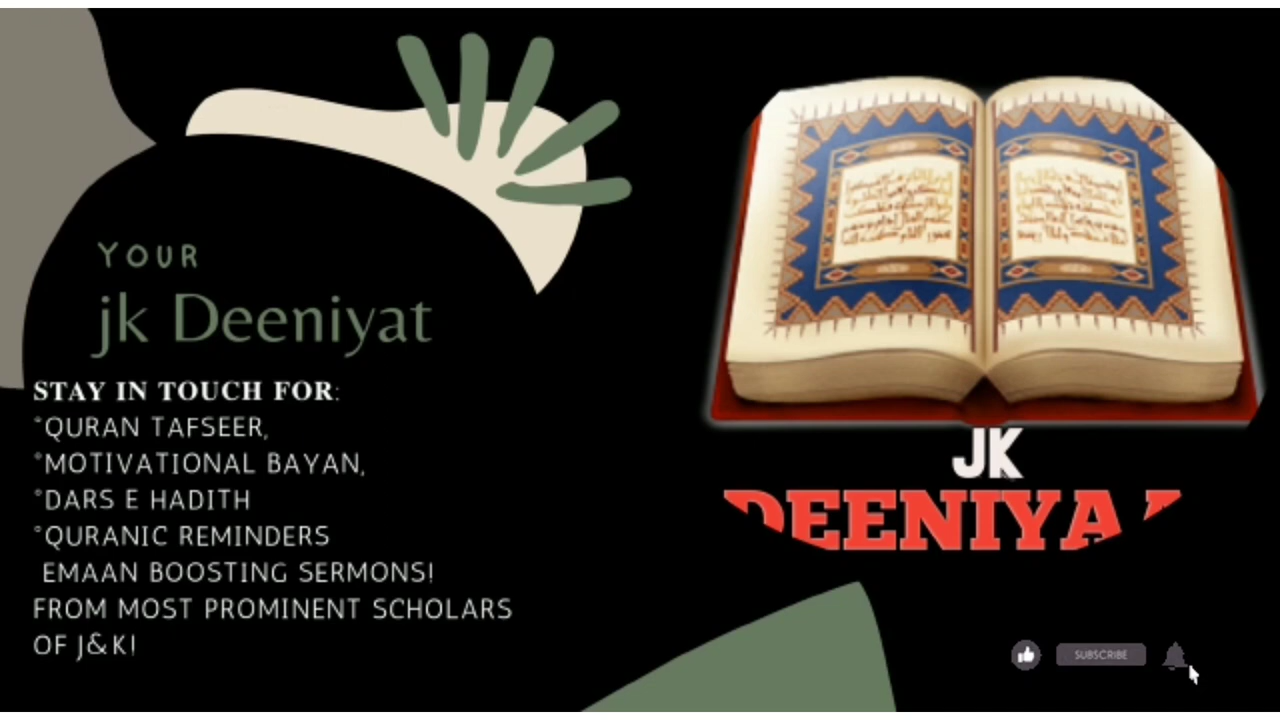 YOUR
jk Deeniyat
STAY IN TOUCH FOR:
°QURAN TAFSEER,
°MOTIVATIONAL BAYAN,
°DARS E HADITH
°QURANIC REMINDERS
EMAAN BOOSTING SERMONS!
FROM MOST PROMINENT SCHOLARS
OF J&K!
JK
DEENIYA
SUBSCRIBE